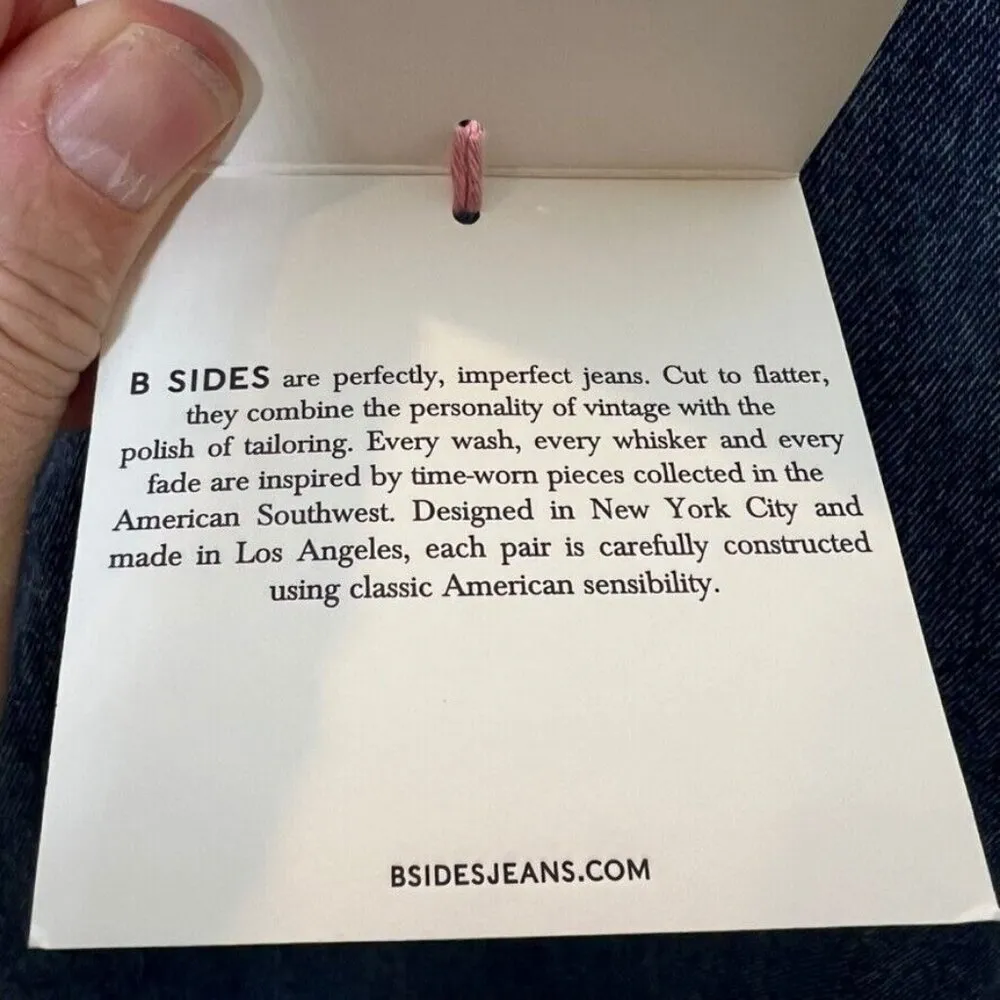 B SIDES are perfectly, imperfect jeans. Cut to flatter,
they combine the personality of vintage with the
polish of tailoring. Every wash, every whisker and every
fade are inspired by time-worn pieces collected in the
American Southwest. Designed in New York City and
made in Los Angeles, each pair is carefully constructed
using classic American sensibility.
BSIDESJEANS.COM